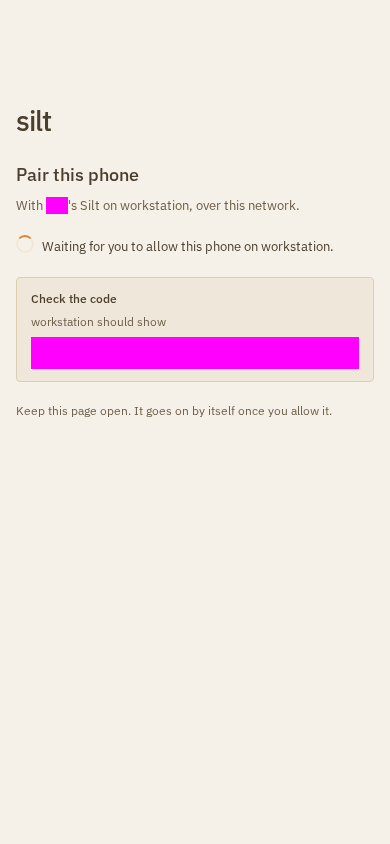 silt
Pair this phone
With 's Silt on workstation, over this network.
Waiting for you to allow this phone on workstation.
Check the code
workstation should show
Keep this page open. It goes on by itself once you allow it.